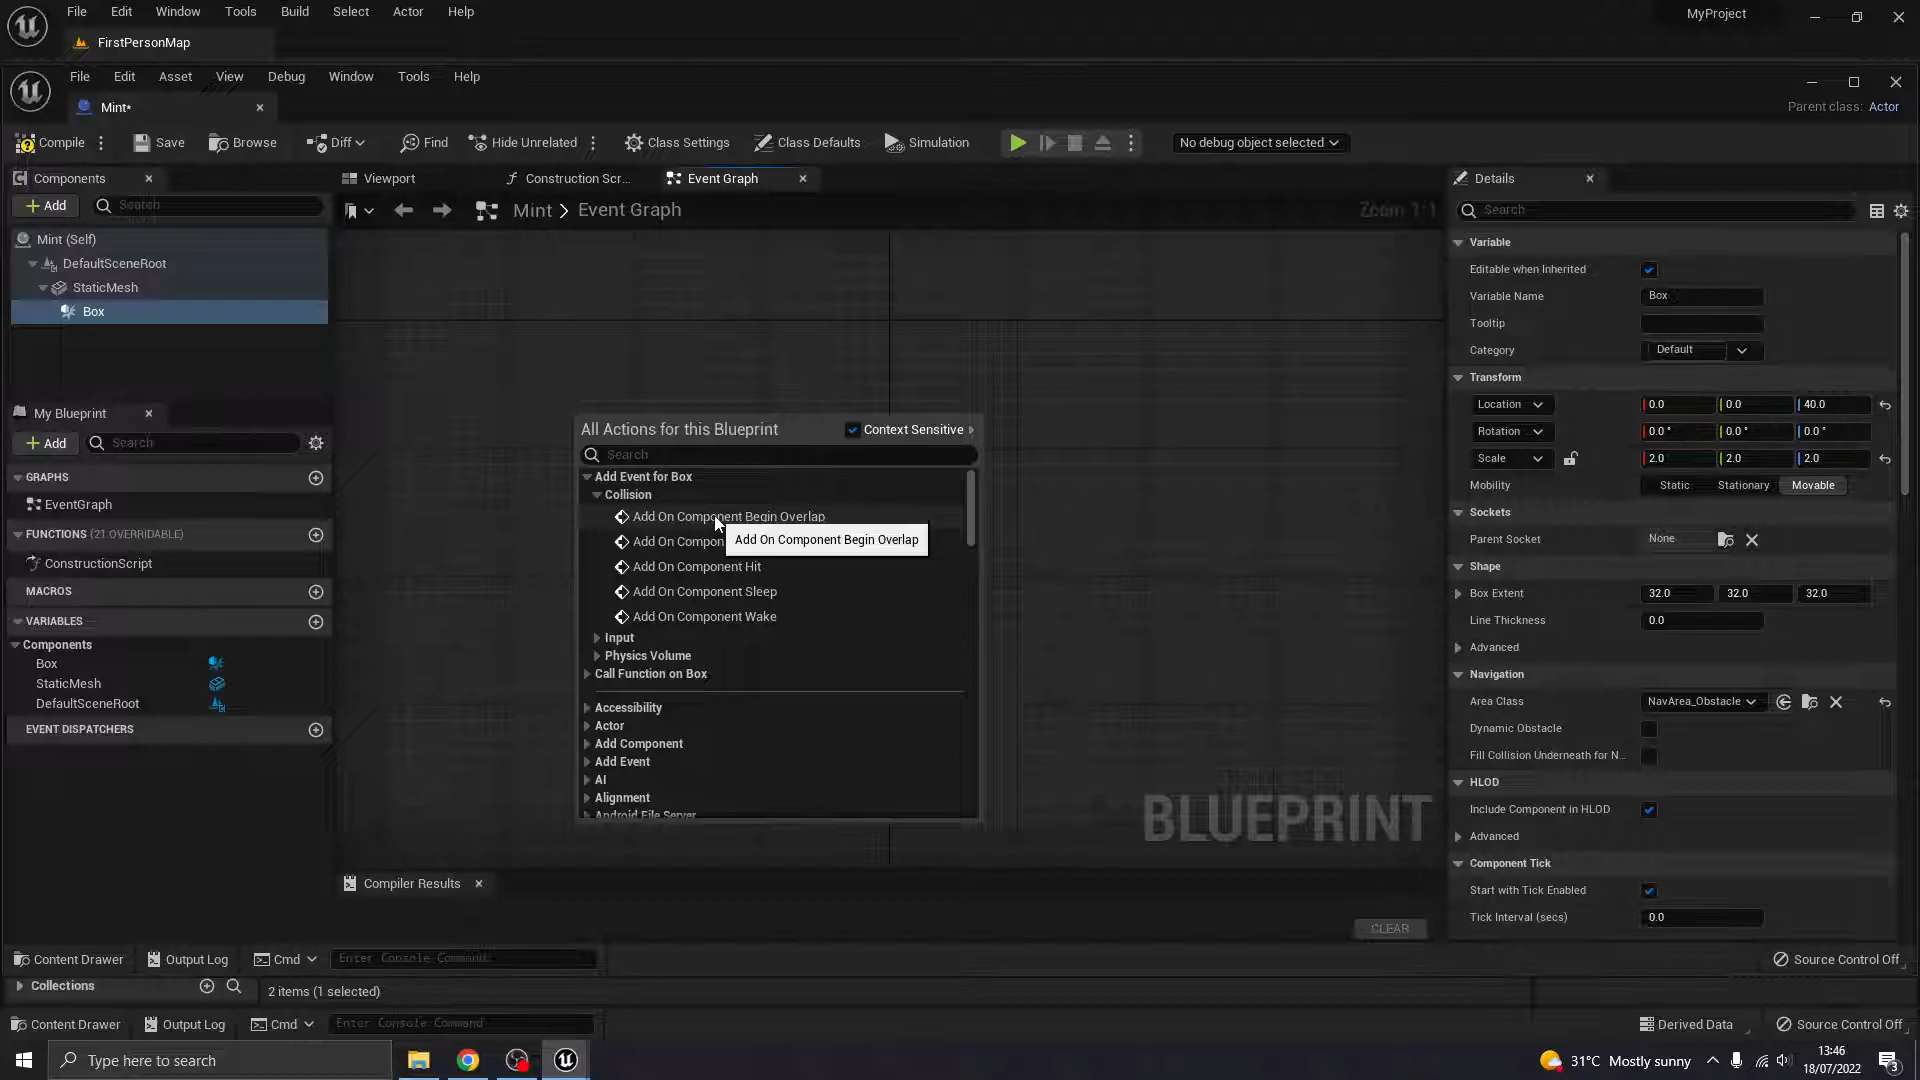 File Edit Window Tools Build Select Actor Help
MyProject
FirstPersonMap
File Edit Asset View Debug Window Tools Help
Mint*
Parent class: Actor
Compile Save Browse Diff Find Hide Unrelated Class Settings Class Defaults Simulation No debug object selected
Components
Viewport Construction Scr... Event Graph
Details
Add Search
Mint > Event Graph
Zoom 1:1
Search
Mint (Self)
DefaultSceneRoot
StaticMesh
Box
My Blueprint
Add Search
GRAPHS
EventGraph
FUNCTIONS (21 OVERRIDABLE)
ConstructionScript
MACROS
VARIABLES
Components
Box
StaticMesh
DefaultSceneRoot
EVENT DISPATCHERS
All Actions for this Blueprint Context Sensitive
Search
Add Event for Box
Collision
Add On Component Begin Overlap
Add On Compon
Add On Component Begin Overlap
Add On Component Hit
Add On Component Sleep
Add On Component Wake
Input
Physics Volume
Call Function on Box
Accessibility
Actor
Add Component
Add Event
AI
Alignment
Android File Server
BLUEPRINT
Variable
Editable when Inherited
Variable Name Box
Tooltip
Category Default
Transform
Location 0.0 0.0 40.0
Rotation 0.0 ° 0.0 ° 0.0 °
Scale 2.0 2.0 2.0
Mobility Static Stationary Movable
Sockets
Parent Socket None
Shape
Box Extent 32.0 32.0 32.0
Line Thickness 0.0
Advanced
Navigation
Area Class NavArea_Obstacle
Dynamic Obstacle
Fill Collision Underneath for N...
HLOD
Include Component in HLOD
Advanced
Component Tick
Start with Tick Enabled
Tick Interval (secs) 0.0
Compiler Results
CLEAR
Content Drawer Output Log Cmd Enter Console Command Source Control Off
Collections 2 items (1 selected)
Content Drawer Output Log Cmd Enter Console Command Derived Data Source Control Off
Type here to search
31°C Mostly sunny
13:46
18/07/2022
3